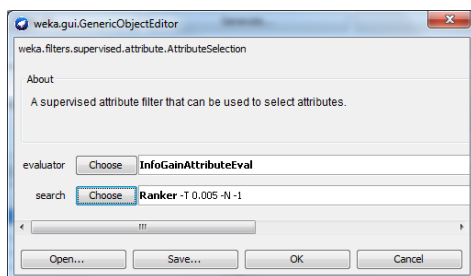 weka.gui.GenericObjectEditor
weka.filters.supervised.attribute.AttributeSelection
About
A supervised attribute filter that can be used to select attributes.
evaluator Choose InfoGainAttributeEval
search Choose Ranker -T 0.005 -N -1
Open... Save... OK Cancel